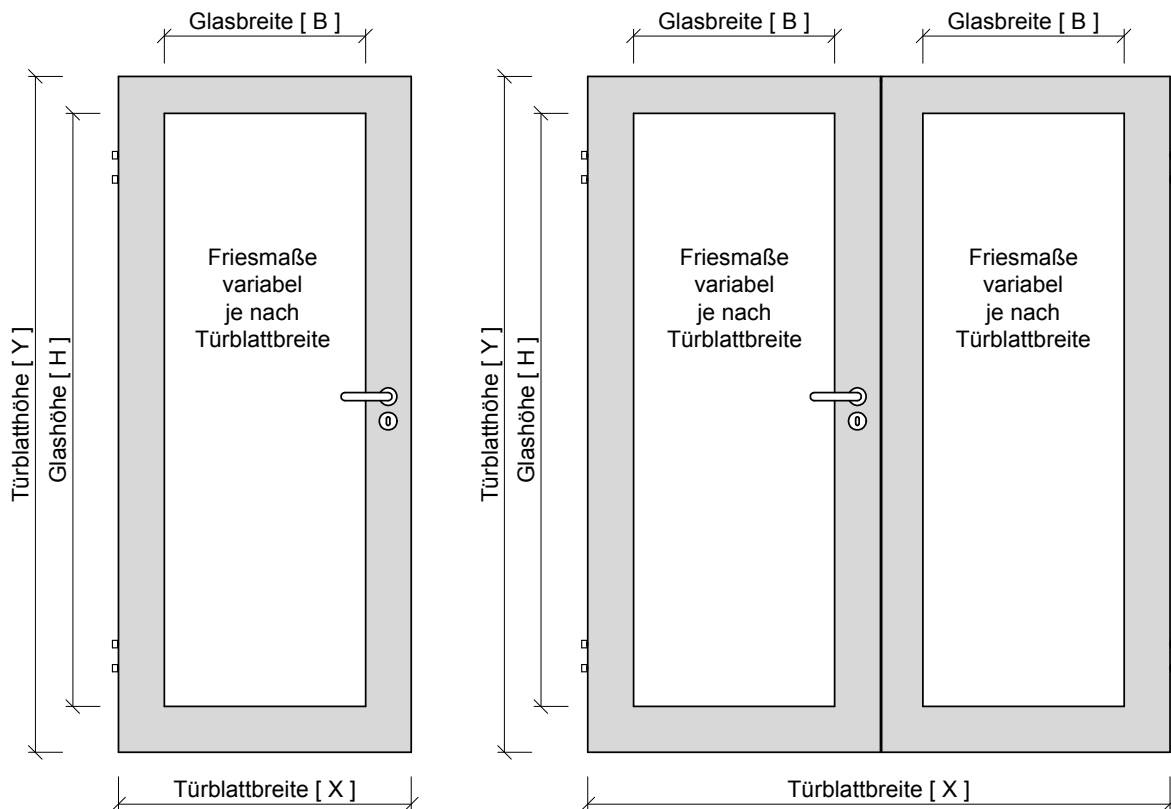 Glasbreite [ B ]
Glasbreite [ B ]
Glasbreite [ B ]
Türblatthöhe [ Y ]
Glashöhe [ H ]
Friesmaße
variabel
je nach
Türblattbreite
Türblatthöhe [ Y ]
Glashöhe [ H ]
Friesmaße
variabel
je nach
Türblattbreite
Friesmaße
variabel
je nach
Türblattbreite
Türblattbreite [ X ]
Türblattbreite [ X ]